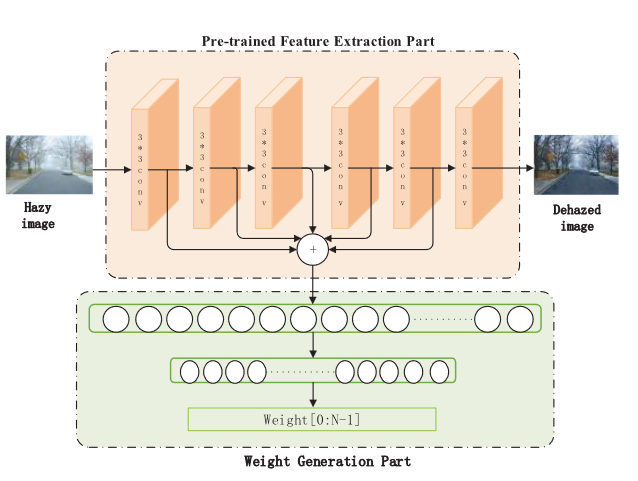 Pre-trained Feature Extraction Part
3*3conv
3*3conv
3*3conv
3*3conv
3*3conv
3*3conv
Hazy
image
Dehazed
image
+
Weight[0:N-1]
Weight Generation Part